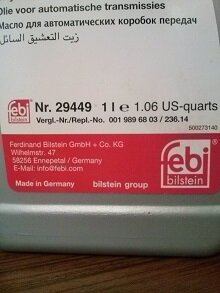 Olie voor automatische transmissies
Масло для автоматических коробок передач
زيت التعشيق السائل
febi bilstein
Nr. 29449 1 l e 1.06 US-quarts
Vergl.-Nr./Repl.-No. 001 989 68 03 / 236.14
500273140
Ferdinand Bilstein GmbH + Co. KG
Wilhelmstr. 47
58256 Ennepetal / Germany
E-Mail: info@febi.com
Made in Germany
bilstein group
febi
bilstein